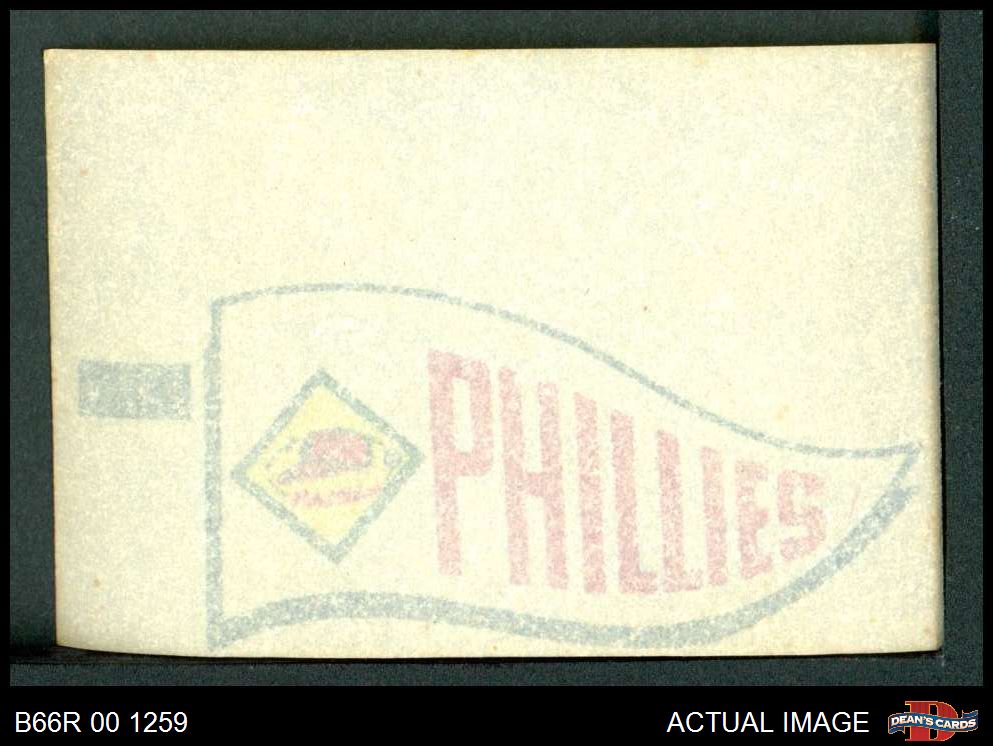 PHILLIES
B66R 00 1259
ACTUAL IMAGE
DEAN'S CARDS